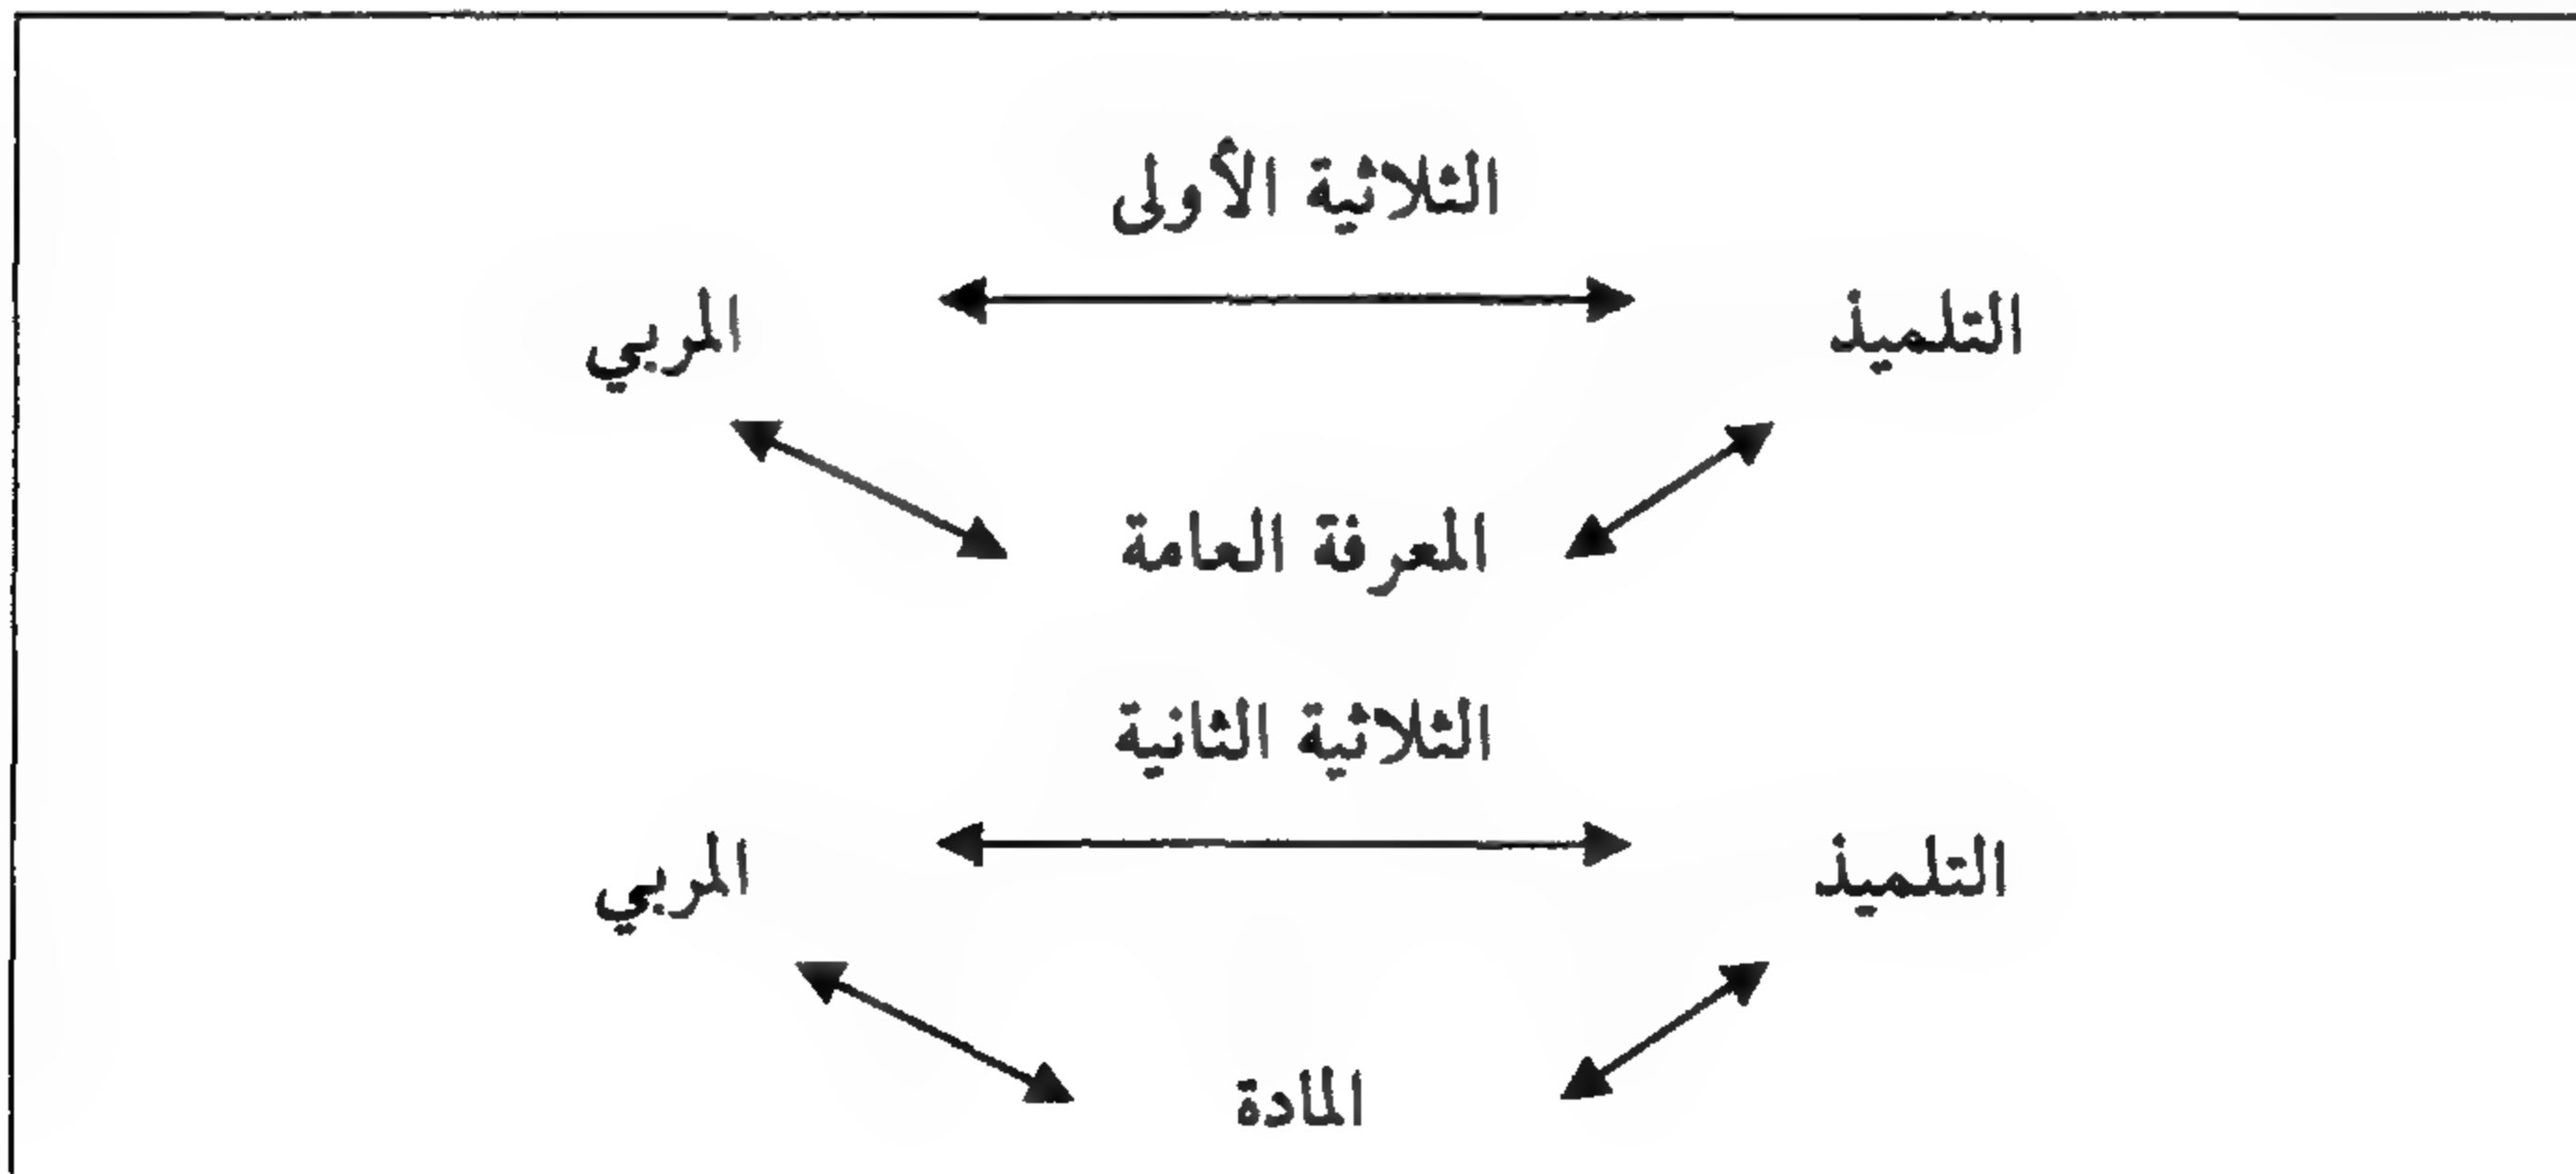 الثلاثية الأولى
التلميذ المربي
المعرفة العامة
الثلاثية الثانية
التلميذ المربي
المادة